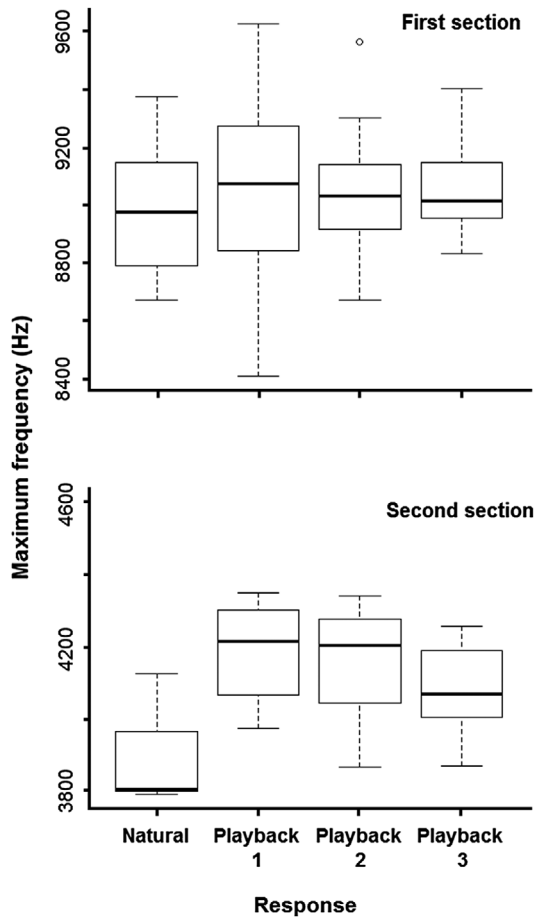 First section
9600
9200
8800
8400
Maximum frequency (Hz)
Second section
4600
4200
3800
Natural Playback Playback Playback
1 2 3
Response